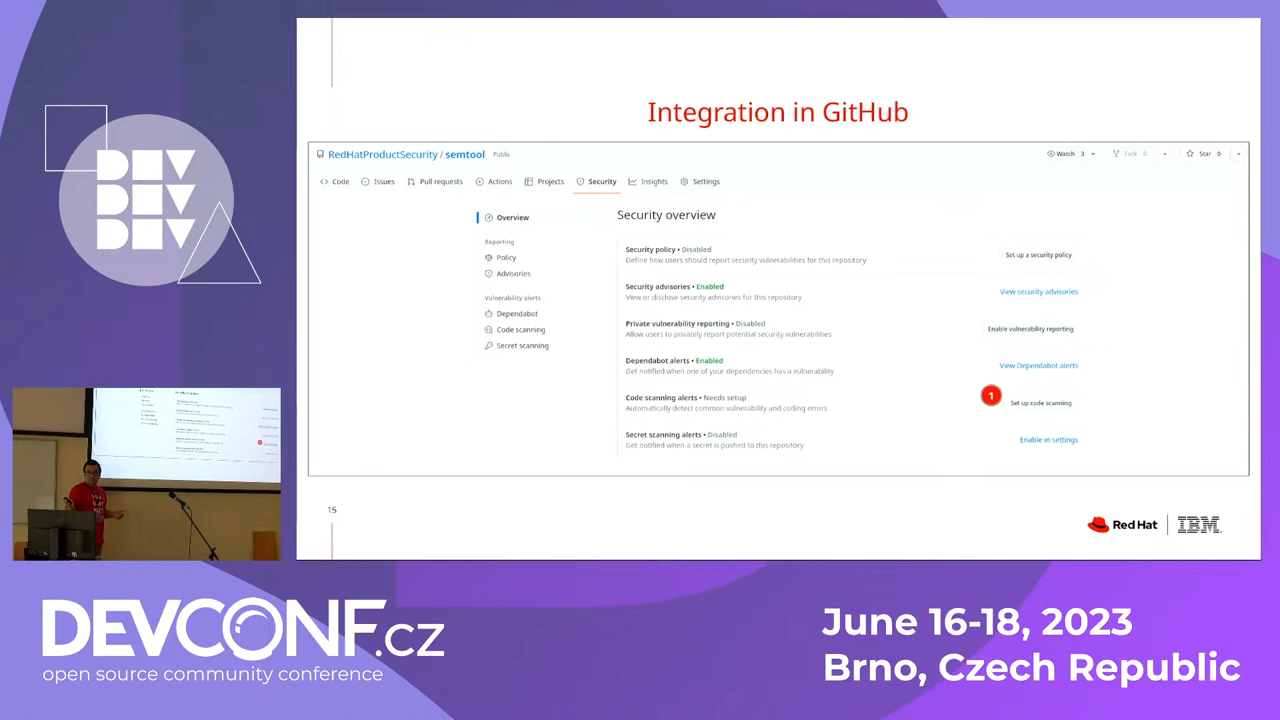 DEV
DEV
DEV
Integration in GitHub
RedHatProductSecurity / semtool Public
Watch 3 Fork 0 Star 0
Code Issues Pull requests Actions Projects Security Insights Settings
Overview
Reporting
Policy
Advisories
Vulnerability alerts
Dependabot
Code scanning
Secret scanning
Security overview
Security policy • Disabled
Define how users should report security vulnerabilities for this repository
Set up a security policy
Security advisories • Enabled
View or disclose security advisories for this repository
View security advisories
Private vulnerability reporting • Disabled
Allow users to privately report potential security vulnerabilities
Enable vulnerability reporting
Dependabot alerts • Enabled
Get notified when one of your dependencies has a vulnerability
View Dependabot alerts
Code scanning alerts • Needs setup
Automatically detect common vulnerability and coding errors
1
Set up code scanning
Secret scanning alerts • Disabled
Get notified when a secret is pushed to this repository
Enable in settings
15
Red Hat
IBM
DEVCONF.cz
open source community conference
June 16-18, 2023
Brno, Czech Republic